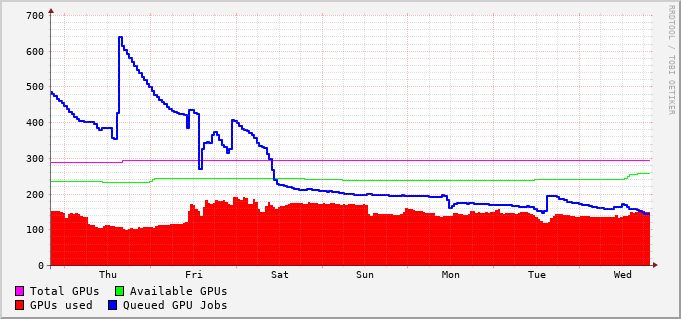 700
600
500
400
300
200
100
0
Thu Fri Sat Sun Mon Tue Wed
Total GPUs Available GPUs
GPUs used Queued GPU Jobs
RRDTOOL / TOBI OETIKER